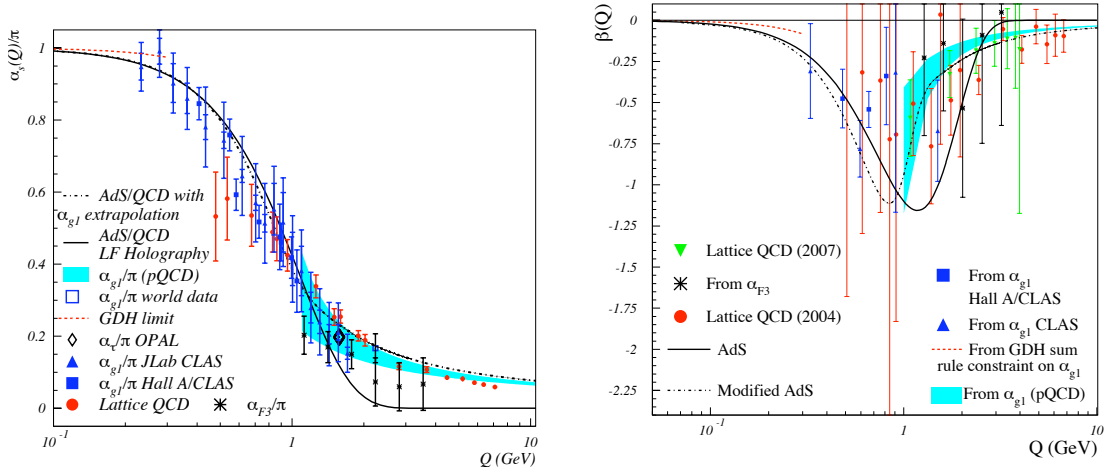 α_s(Q)/π
1
0.8
0.6
0.4
0.2
0
AdS/QCD with
α_g1 extrapolation
AdS/QCD
LF Holography
α_g1/π (pQCD)
α_g1/π world data
GDH limit
α_τ/π OPAL
α_g1/π JLab CLAS
α_g1/π Hall A/CLAS
Lattice QCD
α_F3/π
10^-1
1
10
Q (GeV)
β(Q)
0
-0.25
-0.5
-0.75
-1
-1.25
-1.5
-1.75
-2
-2.25
Lattice QCD (2007)
From α_F3
Lattice QCD (2004)
AdS
Modified AdS
From α_g1
Hall A/CLAS
From α_g1 CLAS
From GDH sum
rule constraint on α_g1
From α_g1 (pQCD)
10^-1
1
10
Q (GeV)